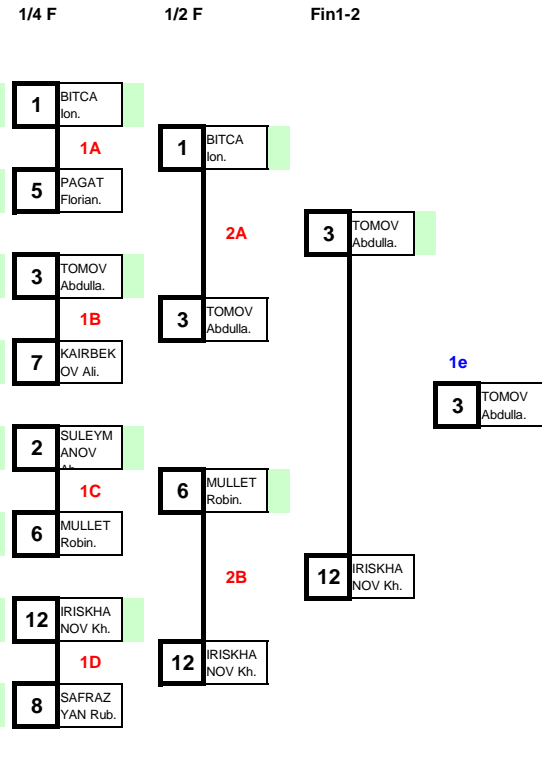 1/4 F
1/2 F
Fin1-2
1
BITCA
Ion.
1A
5
PAGAT
Florian.
3
TOMOV
Abdulla.
1B
7
KAIRBEK
OV Ali.
2
SULEYM
ANOV
1C
6
MULLET
Robin.
12
IRISKHA
NOV Kh.
1D
8
SAFRAZ
YAN Rub.
1
BITCA
Ion.
2A
3
TOMOV
Abdulla.
6
MULLET
Robin.
2B
12
IRISKHA
NOV Kh.
3
TOMOV
Abdulla.
12
IRISKHA
NOV Kh.
1e
3
TOMOV
Abdulla.